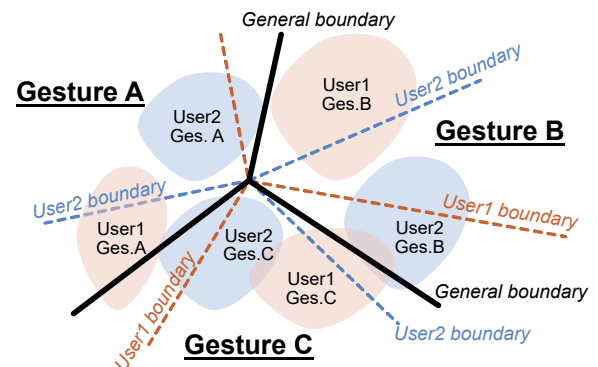 General boundary
Gesture A
User1
Ges.B
User2 boundary
User2
Ges. A
Gesture B
User2 boundary
User1 boundary
User1
Ges.A
User2
Ges.C
User2
Ges.B
User1
Ges.C
General boundary
User1 boundary
User2 boundary
Gesture C